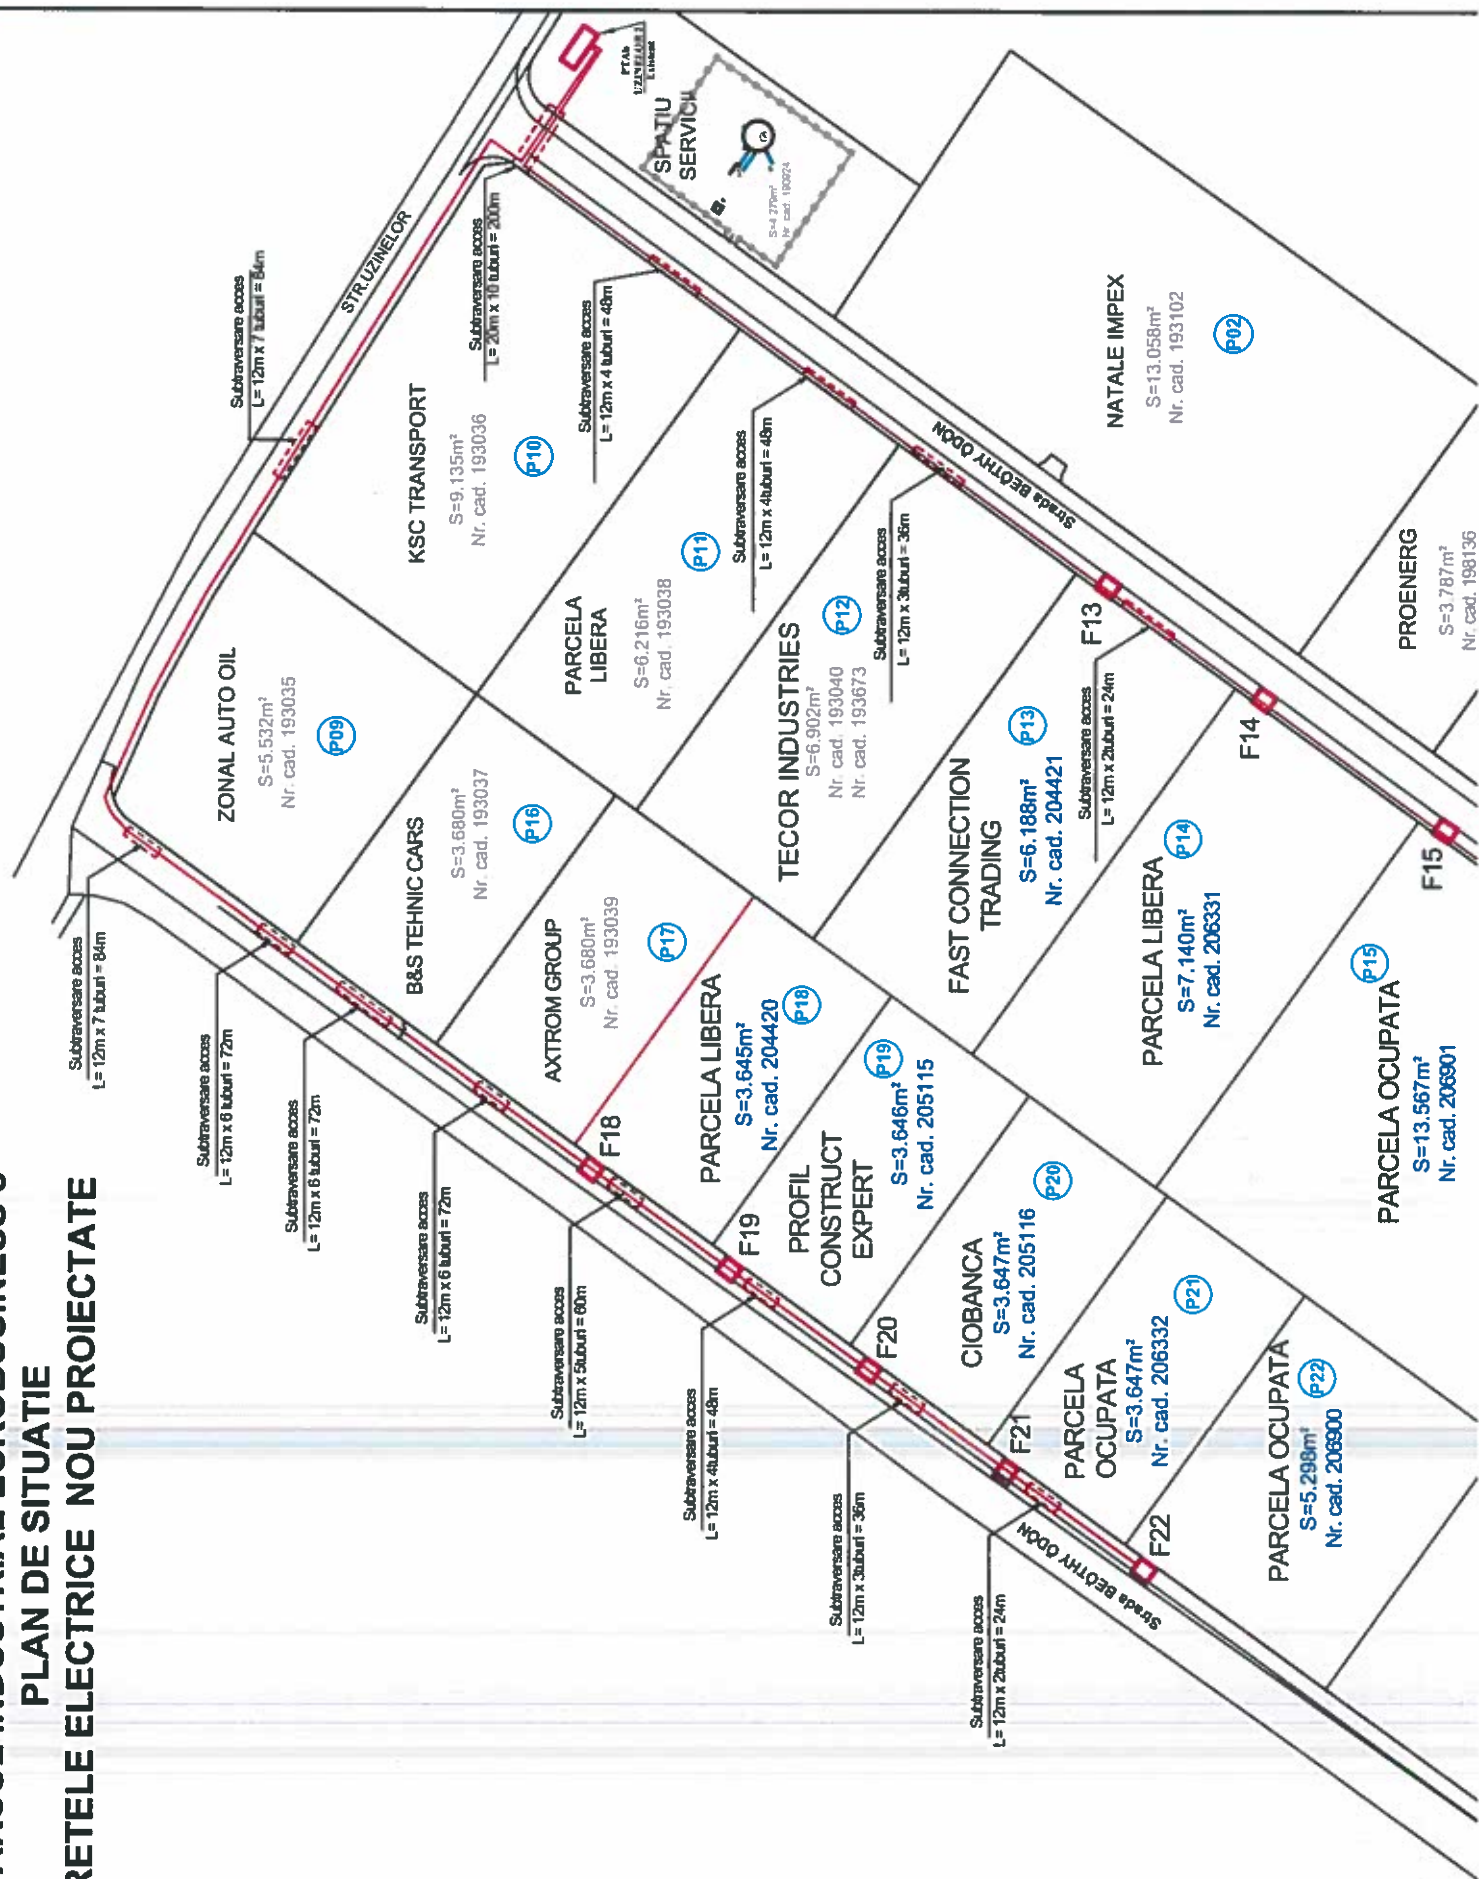 PLAN DE SITUATIE
RETELE ELECTRICE NOU PROIECTATE
STR.UZINELOR
Subtraversare acces
L= 12m x 7 tuburi = 84m
Subtraversare acces
L= 20m x 10 tuburi = 200m
Subtraversare acces
L= 12m x 4 tuburi = 48m
Subtraversare acces
L= 12m x 4tuburi = 48m
Subtraversare acces
L= 12m x 3tuburi = 36m
Subtraversare acces
L= 12m x 2tuburi = 24m
PTAb
UZINELOR 2
Existent
SPATIU
SERVICII
S=4 279m²
Nr cad. 190924
KSC TRANSPORT
S=9.135m²
Nr. cad. 193036
P10
NATALE IMPEX
S=13.058m²
Nr. cad. 193102
P02
Strada BEÖTHY ÖDÖN
PROENERG
S=3.787m²
Nr. cad. 198136
ZONAL AUTO OIL
S=5.532m²
Nr. cad. 193035
P09
PARCELA
LIBERA
S=6.216m²
Nr. cad. 193038
P11
TECOR INDUSTRIES
S=6.902m²
Nr. cad. 193040
Nr. cad. 193673
P12
F13
F14
F15
B&S TEHNIC CARS
S=3.680m²
Nr. cad. 193037
P16
FAST CONNECTION
TRADING
S=6.188m²
Nr. cad. 204421
P13
AXTROM GROUP
S=3.680m²
Nr. cad. 193039
P17
PARCELA LIBERA
S=7.140m²
Nr. cad. 206331
P14
PARCELA LIBERA
S=3.645m²
Nr. cad. 204420
P18
PARCELA OCUPATA
S=13.567m²
Nr. cad. 206901
P15
PROFIL
CONSTRUCT
EXPERT
S=3.646m²
Nr. cad. 205115
P19
CIOBANCA
S=3.647m²
Nr. cad. 205116
P20
PARCELA
OCUPATA
S=3.647m²
Nr. cad. 206332
P21
PARCELA OCUPATA
S=5.298m²
Nr. cad. 206900
P22
F18
F19
F20
F21
F22
Strada BEÖTHY ÖDÖN
Subtraversare acces
L= 12m x 7 tuburi = 84m
Subtraversare acces
L= 12m x 6 tuburi = 72m
Subtraversare acces
L= 12m x 6 tuburi = 72m
Subtraversare acces
L= 12m x 6 tuburi = 72m
Subtraversare acces
L= 12m x 5tuburi = 60m
Subtraversare acces
L= 12m x 4tuburi = 48m
Subtraversare acces
L= 12m x 3tuburi = 36m
Subtraversare acces
L= 12m x 2tuburi = 24m